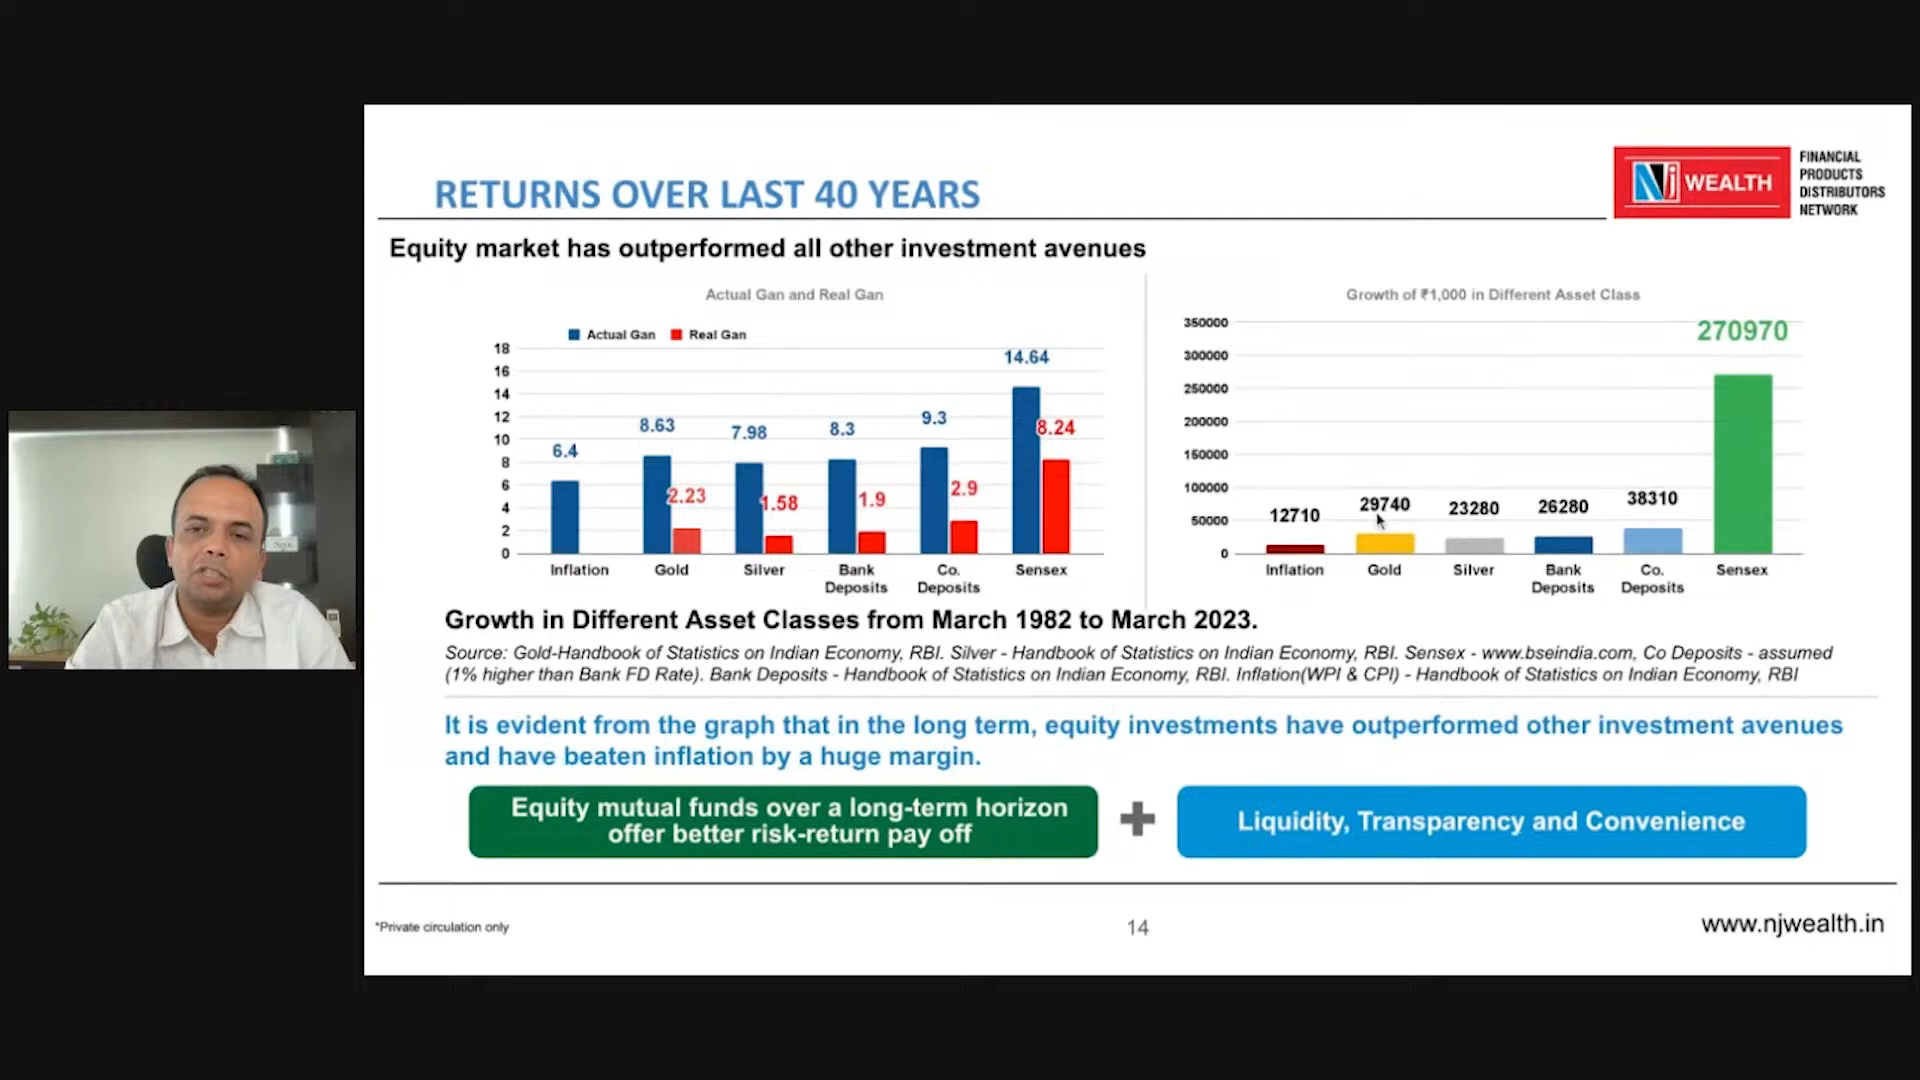 RETURNS OVER LAST 40 YEARS
Nj WEALTH
FINANCIAL
PRODUCTS
DISTRIBUTORS
NETWORK
Equity market has outperformed all other investment avenues
Actual Gan and Real Gan
Actual Gan Real Gan
18
16
14
12
10
8
6
4
2
0
6.4
8.63
2.23
7.98
1.58
8.3
1.9
9.3
2.9
14.64
8.24
Inflation Gold Silver Bank Deposits Co. Deposits Sensex
Growth of ₹1,000 in Different Asset Class
350000
300000
250000
200000
150000
100000
50000
0
12710
29740
23280
26280
38310
270970
Inflation Gold Silver Bank Deposits Co. Deposits Sensex
Growth in Different Asset Classes from March 1982 to March 2023.
Source: Gold-Handbook of Statistics on Indian Economy, RBI. Silver - Handbook of Statistics on Indian Economy, RBI. Sensex - www.bseindia.com, Co Deposits - assumed
(1% higher than Bank FD Rate). Bank Deposits - Handbook of Statistics on Indian Economy, RBI. Inflation(WPI & CPI) - Handbook of Statistics on Indian Economy, RBI
It is evident from the graph that in the long term, equity investments have outperformed other investment avenues
and have beaten inflation by a huge margin.
Equity mutual funds over a long-term horizon
offer better risk-return pay off
+
Liquidity, Transparency and Convenience
*Private circulation only
14
www.njwealth.in